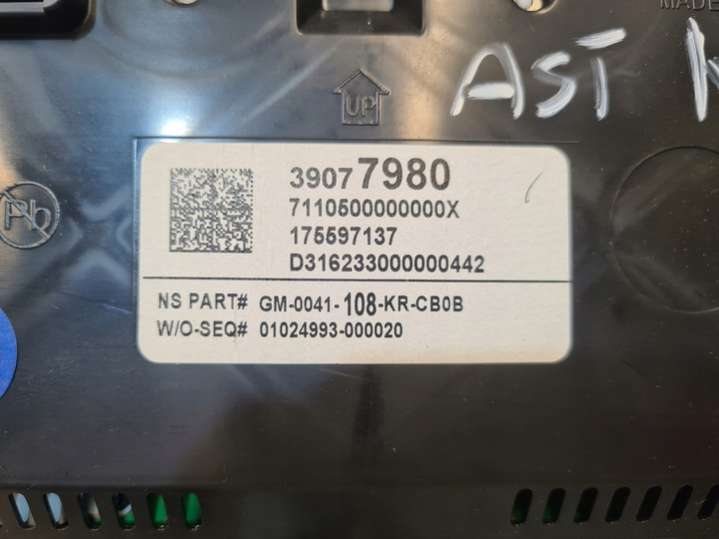 MADE
AST
UP
39077980
7110500000000X
175597137
D316233000000442
Pb
NS PART# GM-0041-108-KR-CB0B
W/O-SEQ# 01024993-000020